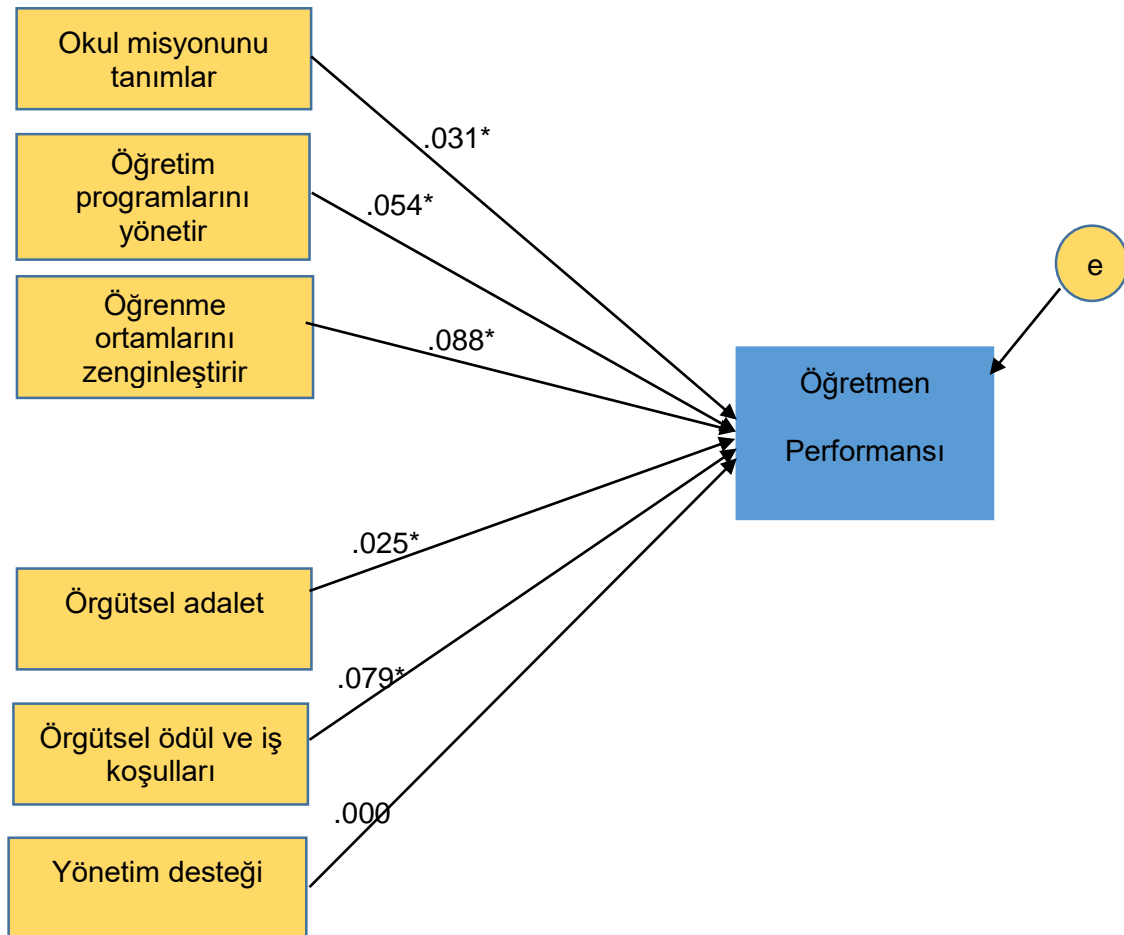 Okul misyonunu
tanımlar
.031*
Öğretim
programlarını
yönetir
.054*
e
Öğrenme
ortamlarını
zenginleştirir
.088*
Öğretmen
Performansı
.025*
Örgütsel adalet
.079*
Örgütsel ödül ve iş
koşulları
.000
Yönetim desteği